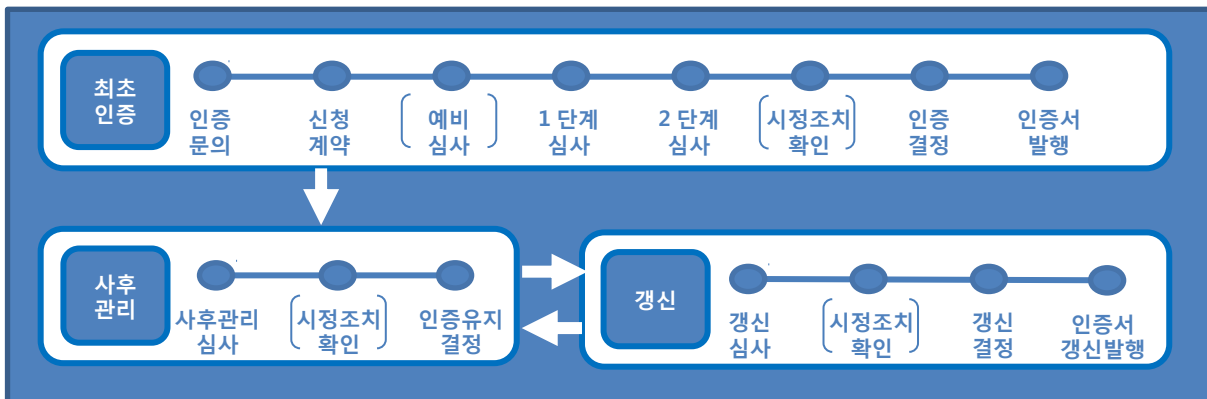 최초
인증
인증
문의
신청
계약
예비
심사
1 단계
심사
2 단계
심사
시정조치
확인
인증
결정
인증서
발행
사후
관리
사후관리
심사
시정조치
확인
인증유지
결정
갱신
갱신
심사
시정조치
확인
갱신
결정
인증서
갱신발행